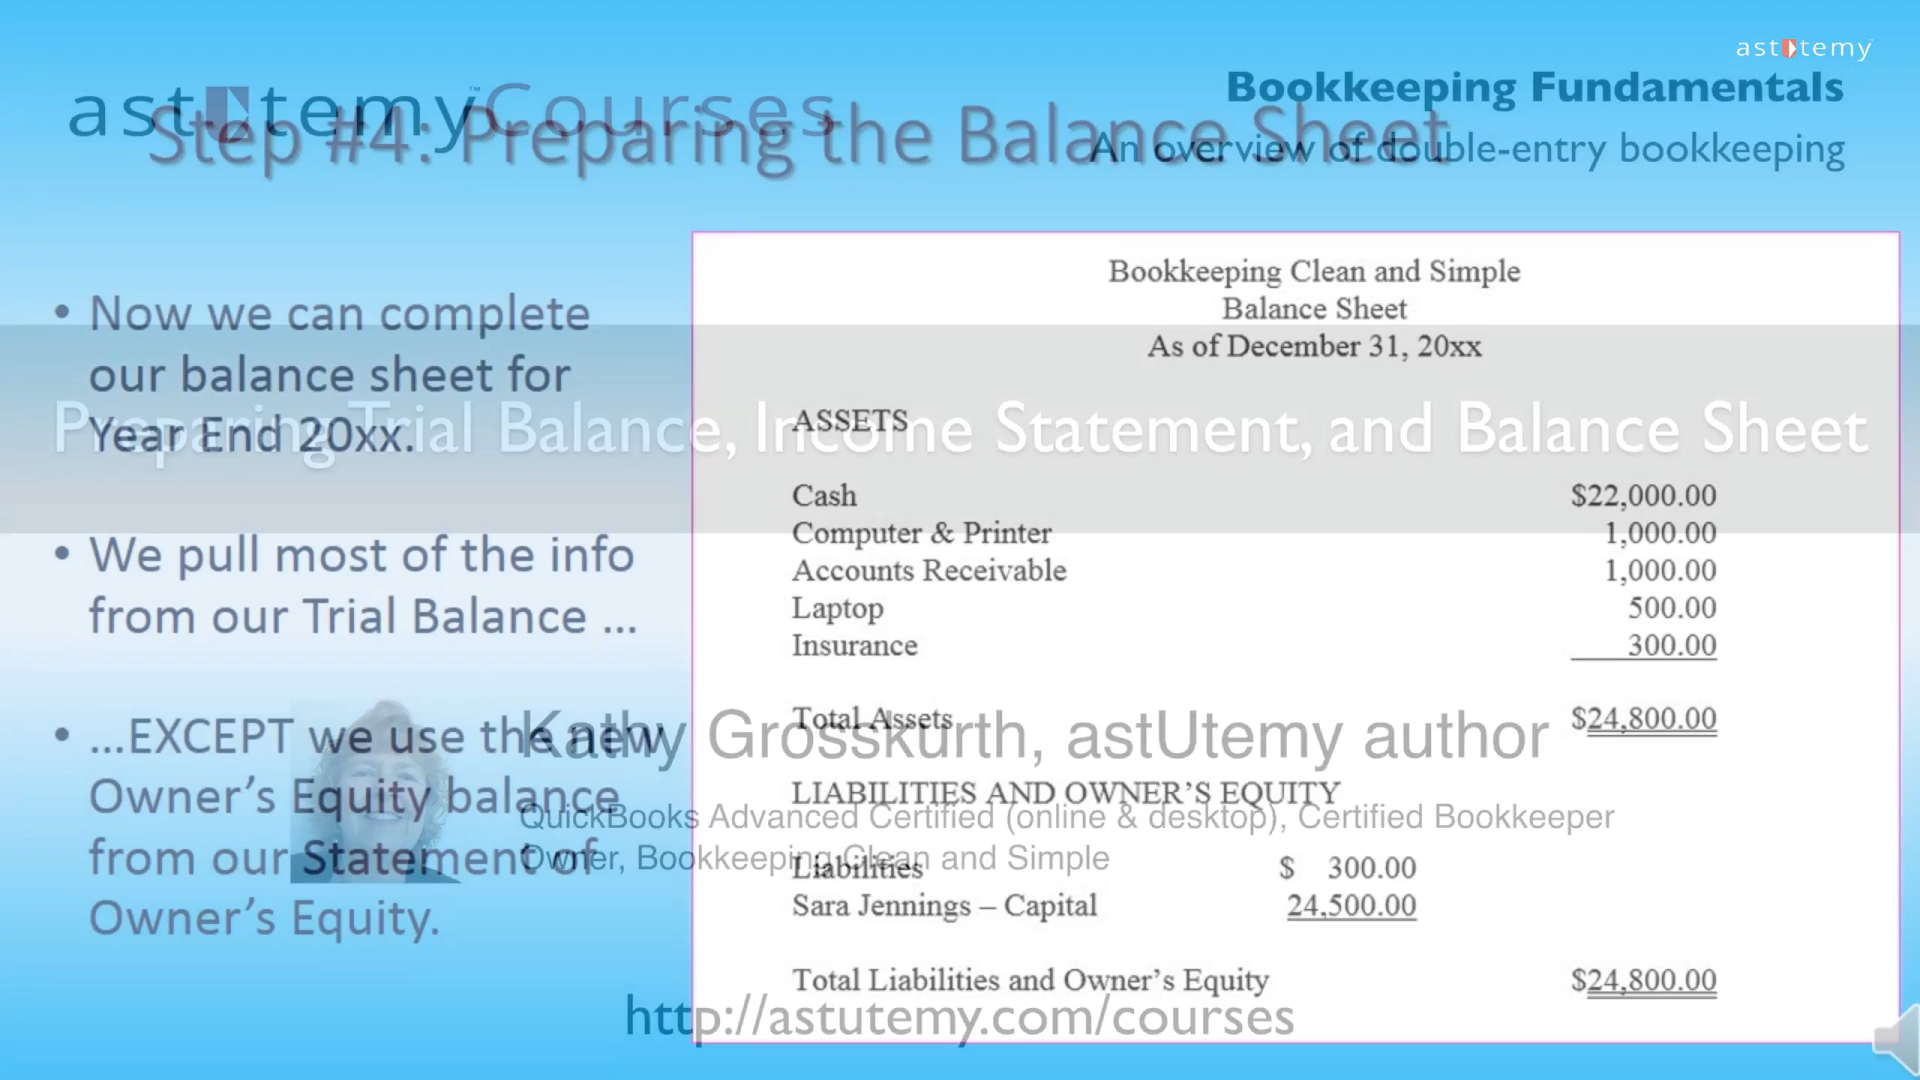 astUtemy
astUtemy™ Courses
Bookkeeping Fundamentals
An overview of double-entry bookkeeping
Step #4: Preparing the Balance Sheet
Preparing Trial Balance, Income Statement, and Balance Sheet
• Now we can complete
our balance sheet for
Year End 20xx.
• We pull most of the info
from our Trial Balance ...
• ...EXCEPT we use the new
Owner’s Equity balance
from our Statement of
Owner’s Equity.
Bookkeeping Clean and Simple
Balance Sheet
As of December 31, 20xx
ASSETS
Cash $22,000.00
Computer & Printer 1,000.00
Accounts Receivable 1,000.00
Laptop 500.00
Insurance 300.00
Total Assets $24,800.00
LIABILITIES AND OWNER’S EQUITY
Liabilities $ 300.00
Sara Jennings – Capital 24,500.00
Total Liabilities and Owner’s Equity $24,800.00
Kathy Grosskurth, astUtemy author
QuickBooks Advanced Certified (online & desktop), Certified Bookkeeper
Owner, Bookkeeping Clean and Simple
http://astutemy.com/courses